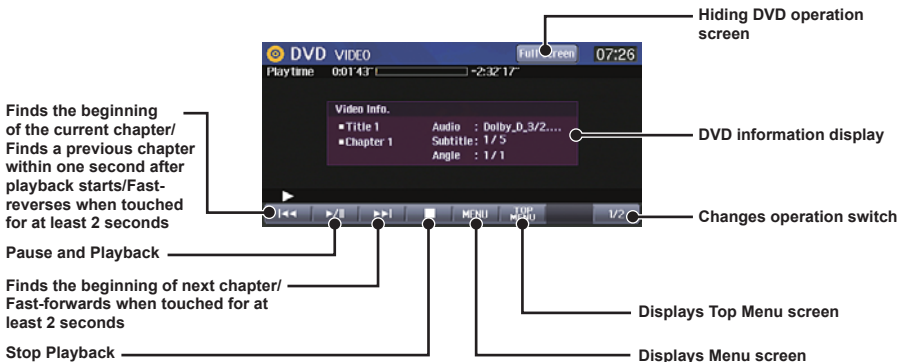 Hiding DVD operation
screen
DVD VIDEO
Full Screen
07:26
Playtime 0:01'43" -2:32'17"
Video Info.
Title 1
Chapter 1
Audio : Dolby_D_3/2....
Subtitle : 1/5
Angle : 1/1
MENU
TOP
MENU
1/2
Finds the beginning
of the current chapter/
Finds a previous chapter
within one second after
playback starts/Fast-
reverses when touched
for at least 2 seconds
Pause and Playback
Finds the beginning of next chapter/
Fast-forwards when touched for at
least 2 seconds
Stop Playback
DVD information display
Changes operation switch
Displays Top Menu screen
Displays Menu screen